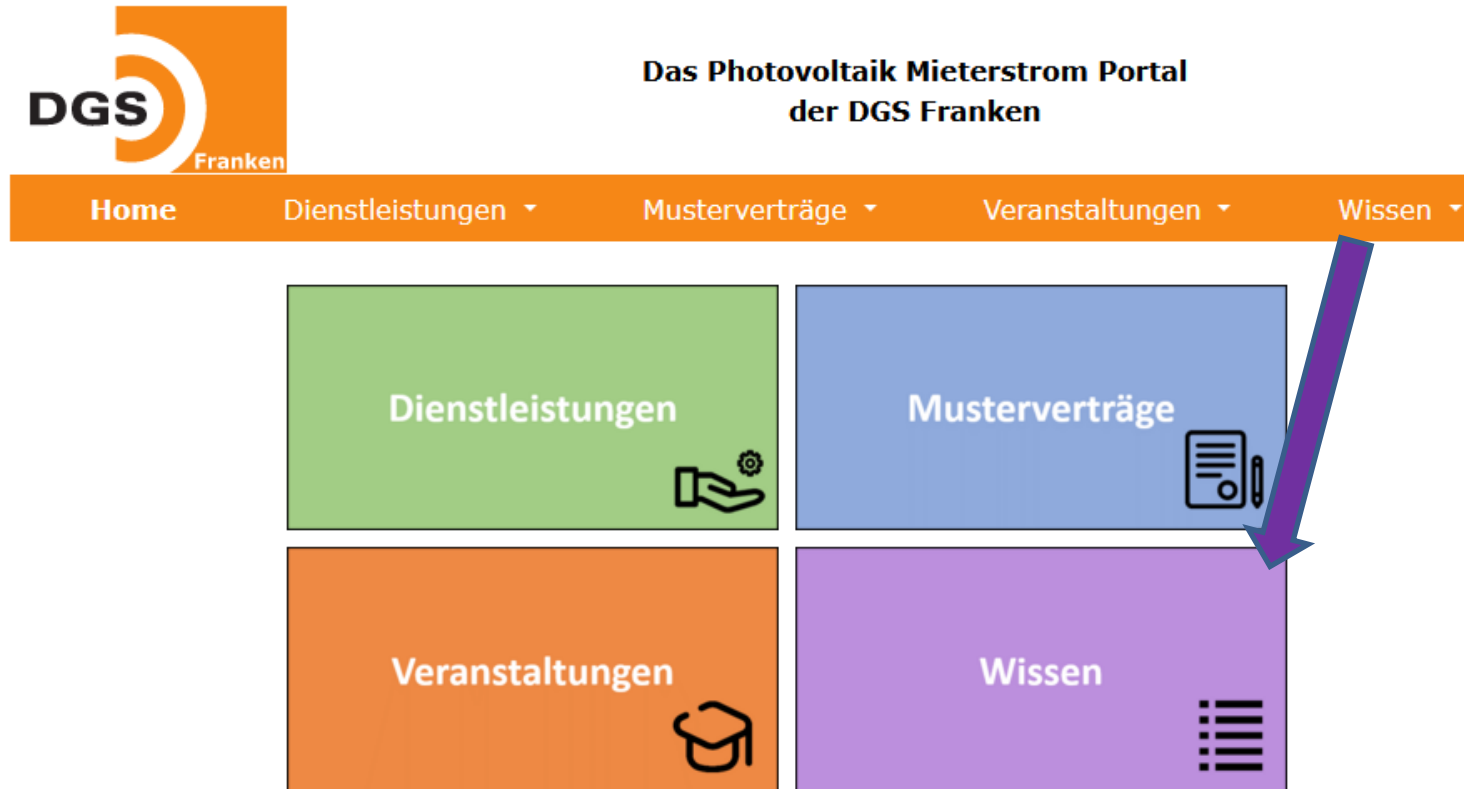 DGS
Franken
Das Photovoltaik Mieterstrom Portal
der DGS Franken
Home Dienstleistungen Musterverträge Veranstaltungen Wissen
Dienstleistungen
Musterverträge
Veranstaltungen
Wissen